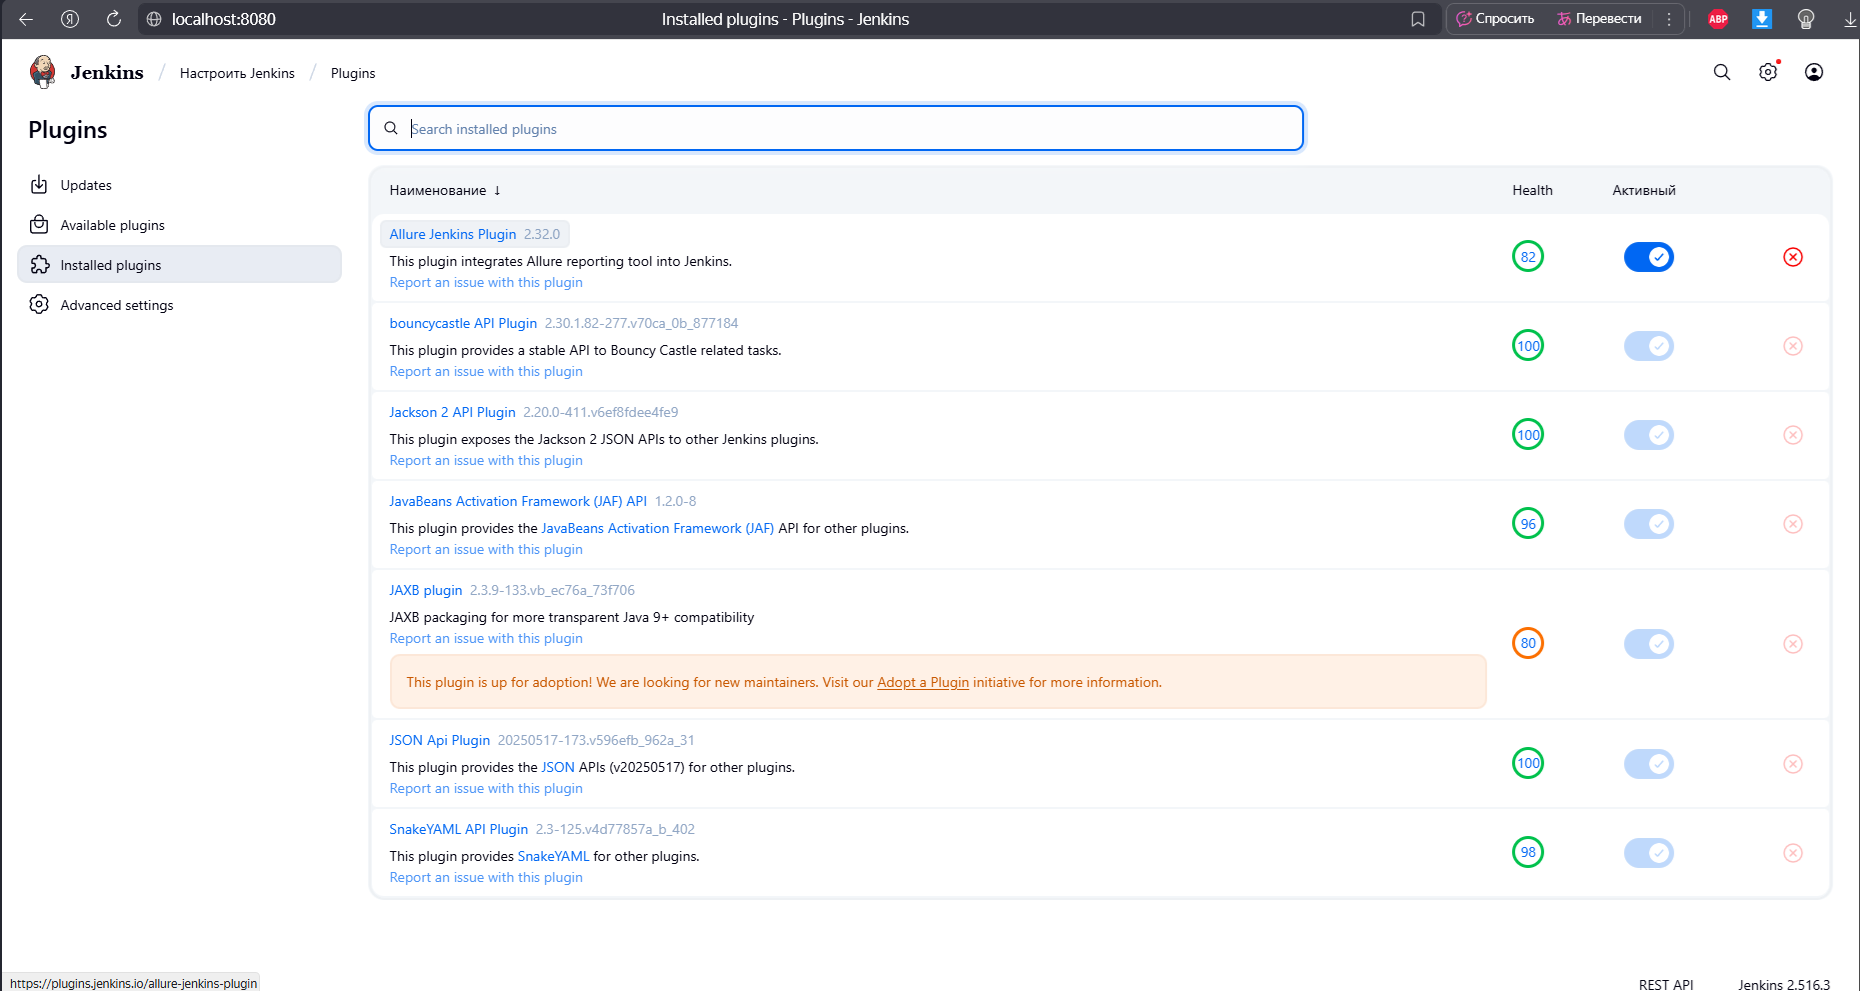 localhost:8080
Installed plugins - Plugins - Jenkins
Спросить
Перевести
ABP
Jenkins / Настроить Jenkins / Plugins
Plugins
Search installed plugins
Updates
Available plugins
Installed plugins
Advanced settings
Наименование ↓ Health Активный
Allure Jenkins Plugin 2.32.0
This plugin integrates Allure reporting tool into Jenkins.
Report an issue with this plugin
82
bouncycastle API Plugin 2.30.1.82-277.v70ca_0b_877184
This plugin provides a stable API to Bouncy Castle related tasks.
Report an issue with this plugin
100
Jackson 2 API Plugin 2.20.0-411.v6ef8fdee4fe9
This plugin exposes the Jackson 2 JSON APIs to other Jenkins plugins.
Report an issue with this plugin
100
JavaBeans Activation Framework (JAF) API 1.2.0-8
This plugin provides the JavaBeans Activation Framework (JAF) API for other plugins.
Report an issue with this plugin
96
JAXB plugin 2.3.9-133.vb_ec76a_73f706
JAXB packaging for more transparent Java 9+ compatibility
Report an issue with this plugin
80
This plugin is up for adoption! We are looking for new maintainers. Visit our Adopt a Plugin initiative for more information.
JSON Api Plugin 20250517-173.v596efb_962a_31
This plugin provides the JSON APIs (v20250517) for other plugins.
Report an issue with this plugin
100
SnakeYAML API Plugin 2.3-125.v4d77857a_b_402
This plugin provides SnakeYAML for other plugins.
Report an issue with this plugin
98
https://plugins.jenkins.io/allure-jenkins-plugin
REST API Jenkins 2.516.3